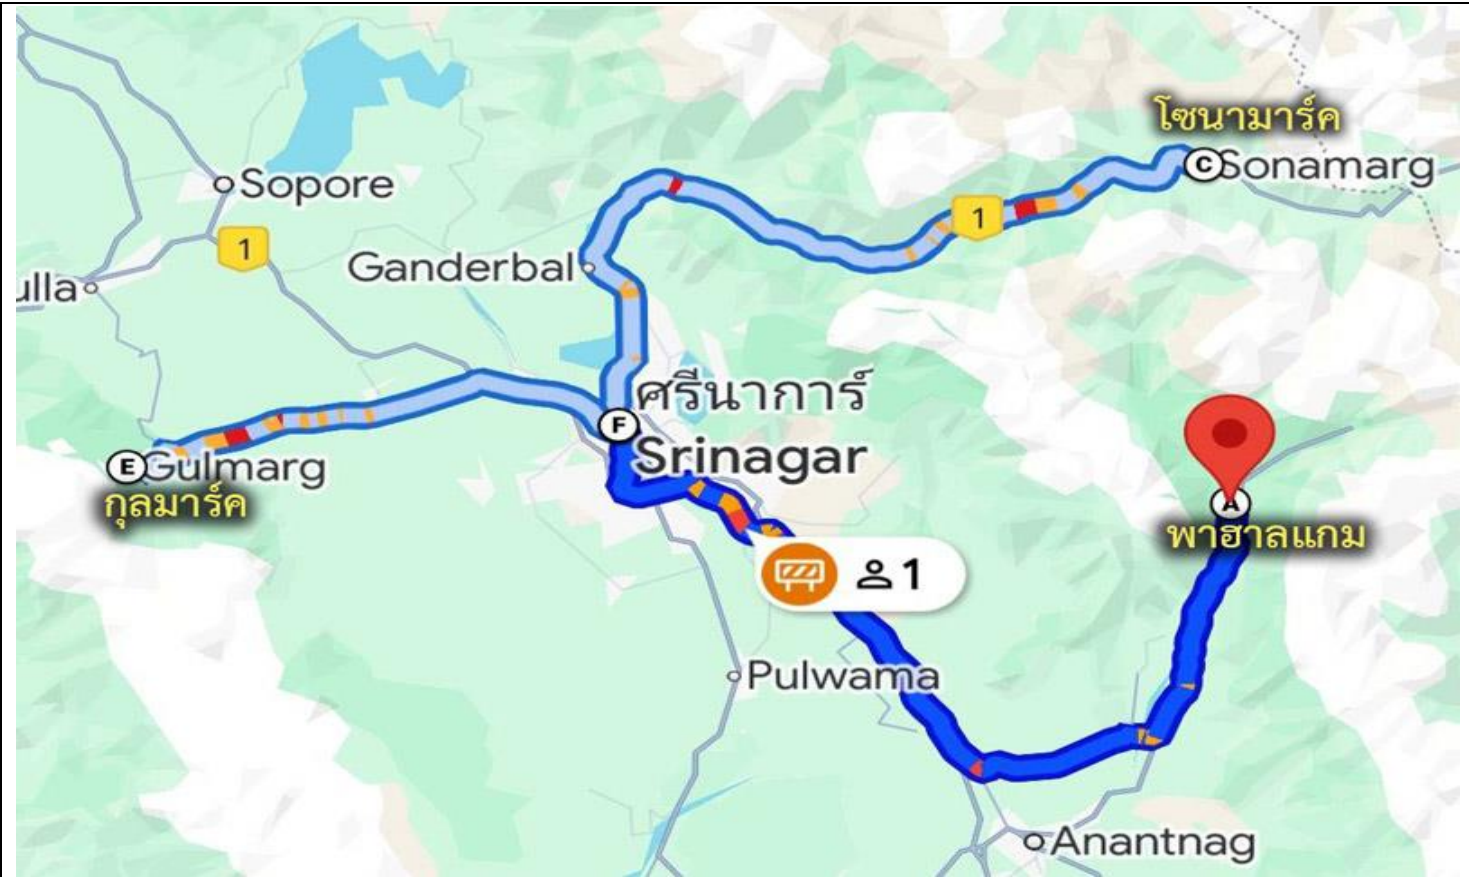 โซนามาร์ค
C Sonamarg
Sopore
1
1
Ganderbal
ulla
ศรีนาการ์
F
Srinagar
E Gulmarg
กุลมาร์ค
A
พาฮาลแกม
1
Pulwama
Anantnag